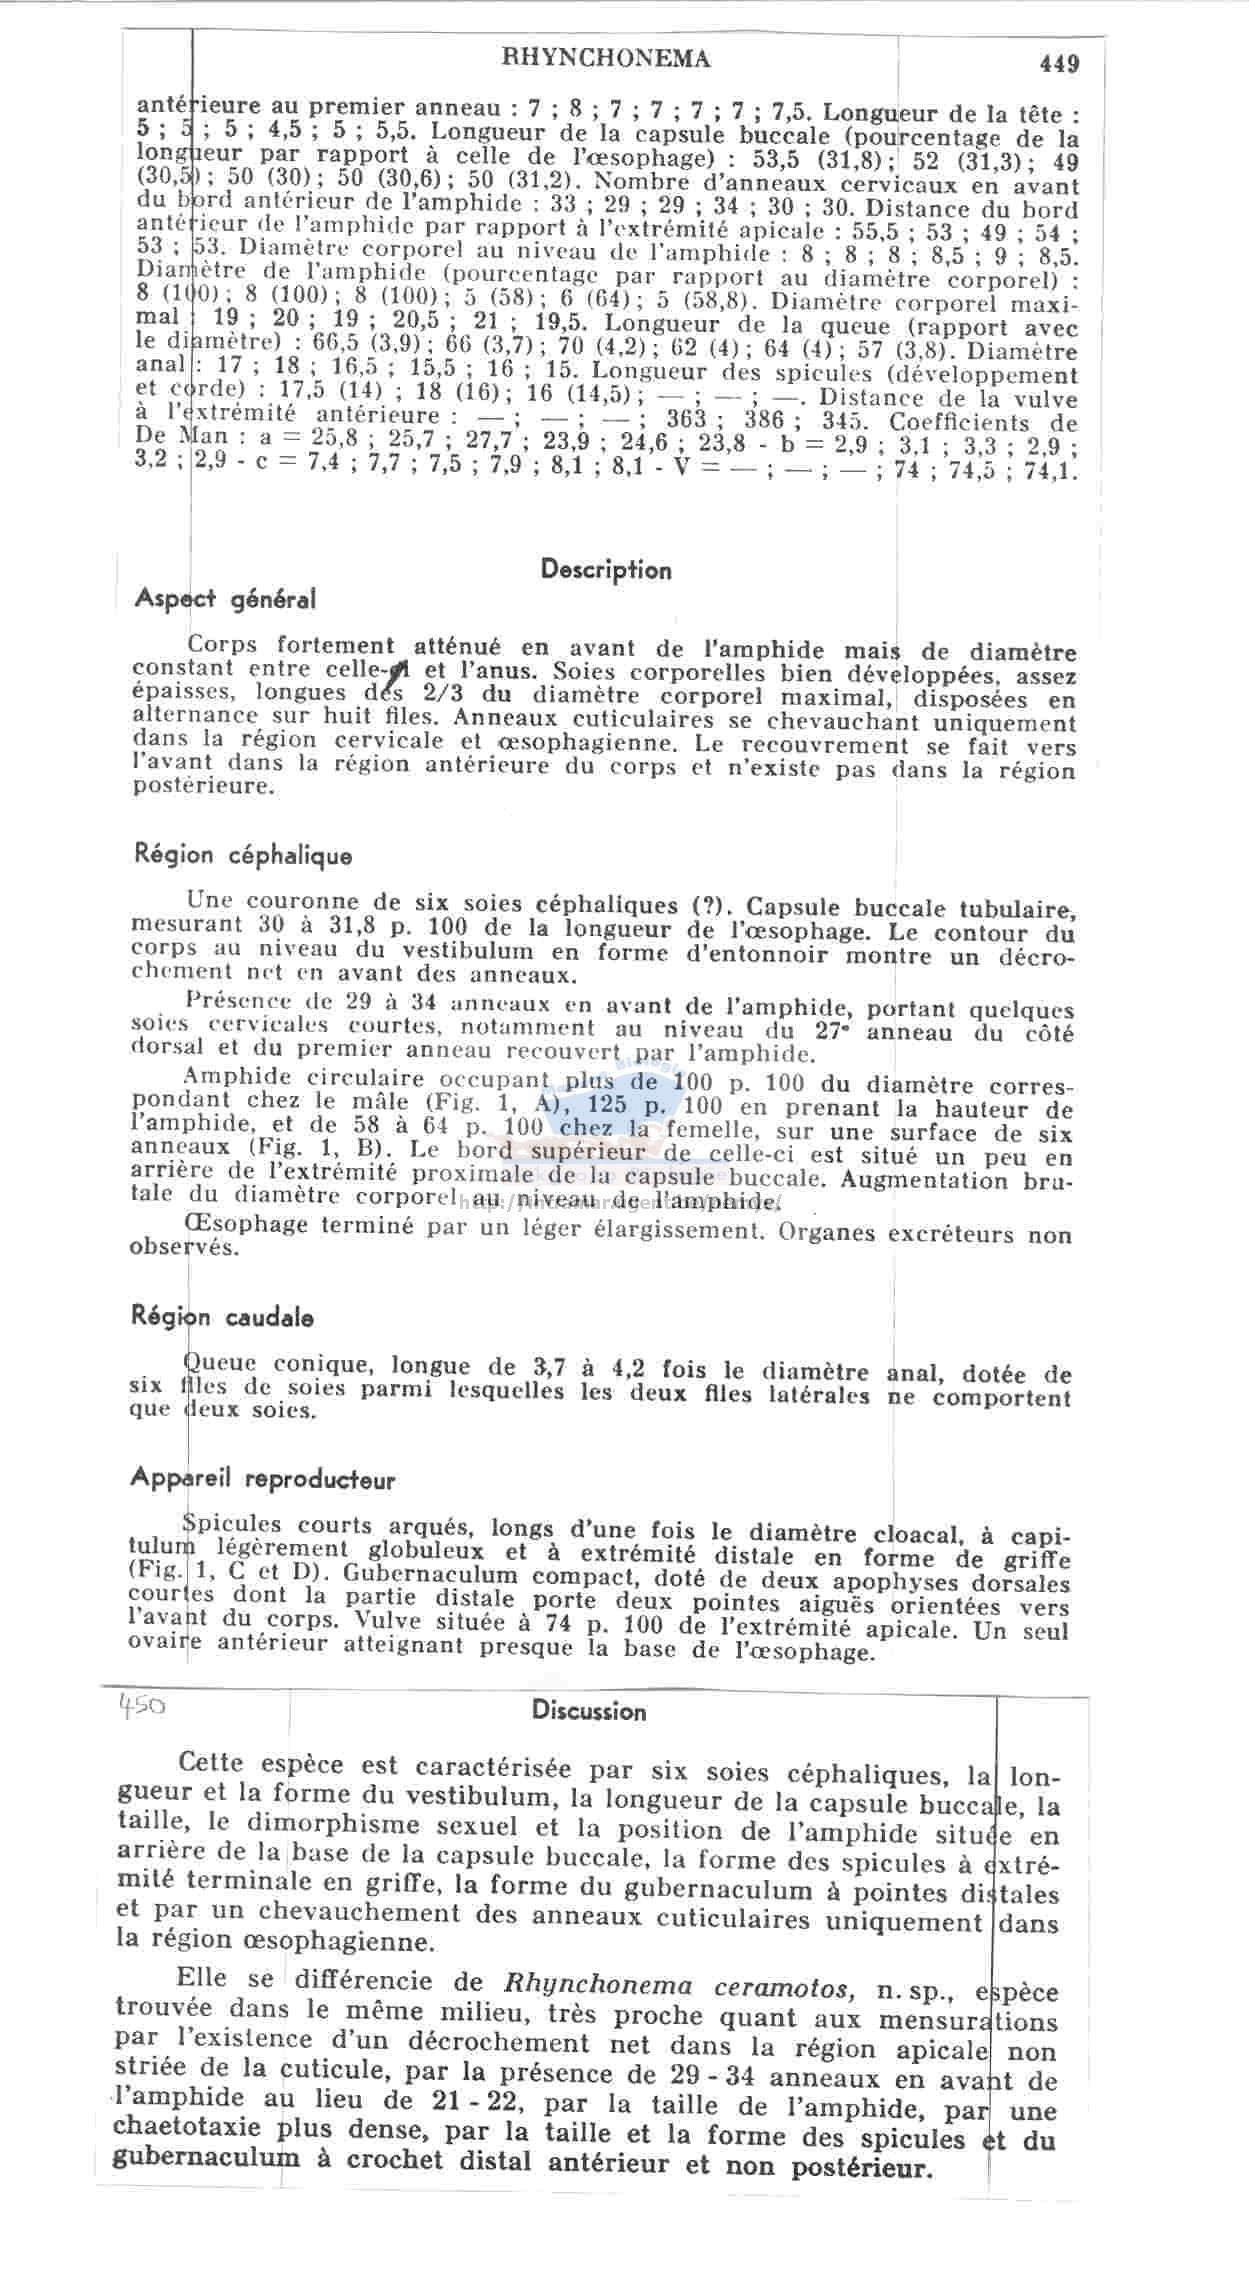 RHYNCHONEMA
449
antérieure au premier anneau : 7 ; 8 ; 7 ; 7 ; 7 ; 7 ; 7,5. Longueur de la tête :
5 ; 5 ; 5 ; 4,5 ; 5 ; 5,5. Longueur de la capsule buccale (pourcentage de la
longueur par rapport à celle de l'œsophage) : 53,5 (31,8) ; 52 (31,3) ; 49
(30,5) ; 50 (30) ; 50 (30,6) ; 50 (31,2). Nombre d'anneaux cervicaux en avant
du bord antérieur de l'amphide : 33 ; 29 ; 29 ; 34 ; 30 ; 30. Distance du bord
antérieur de l'amphide par rapport à l'extrémité apicale : 55,5 ; 53 ; 49 ; 54 ;
53 ; 53. Diamètre corporel au niveau de l'amphide : 8 ; 8 ; 8 ; 8,5 ; 9 ; 8,5.
Diamètre de l'amphide (pourcentage par rapport au diamètre corporel) :
8 (100) ; 8 (100) ; 8 (100) ; 5 (58) ; 6 (64) ; 5 (58,8). Diamètre corporel maxi-
mal : 19 ; 20 ; 19 ; 20,5 ; 21 ; 19,5. Longueur de la queue (rapport avec
le diamètre) : 66,5 (3,9) ; 66 (3,7) ; 70 (4,2) ; 62 (4) ; 64 (4) ; 57 (3,8). Diamètre
anal : 17 ; 18 ; 16,5 ; 15,5 ; 16 ; 15. Longueur des spicules (développement
et corde) : 17,5 (14) ; 18 (16) ; 16 (14,5) ; — ; — ; —. Distance de la vulve
à l'extrémité antérieure : — ; — ; — ; 363 ; 386 ; 345. Coefficients de
De Man : a = 25,8 ; 25,7 ; 27,7 ; 23,9 ; 24,6 ; 23,8 - b = 2,9 ; 3,1 ; 3,3 ; 2,9 ;
3,2 ; 2,9 - c = 7,4 ; 7,7 ; 7,5 ; 7,9 ; 8,1 ; 8,1 - V = — ; — ; — ; 74 ; 74,5 ; 74,1.
Description
Aspect général
Corps fortement atténué en avant de l'amphide mais de diamètre
constant entre celle-ci et l'anus. Soies corporelles bien développées, assez
épaisses, longues des 2/3 du diamètre corporel maximal, disposées en
alternance sur huit files. Anneaux cuticulaires se chevauchant uniquement
dans la région cervicale et œsophagienne. Le recouvrement se fait vers
l'avant dans la région antérieure du corps et n'existe pas dans la région
postérieure.
Région céphalique
Une couronne de six soies céphaliques (?). Capsule buccale tubulaire,
mesurant 30 à 31,8 p. 100 de la longueur de l'œsophage. Le contour du
corps au niveau du vestibulum en forme d'entonnoir montre un décro-
chement net en avant des anneaux.
Présence de 29 à 34 anneaux en avant de l'amphide, portant quelques
soies cervicales courtes, notamment au niveau du 27e anneau du côté
dorsal et du premier anneau recouvert par l'amphide.
Amphide circulaire occupant plus de 100 p. 100 du diamètre corres-
pondant chez le mâle (Fig. 1, A), 125 p. 100 en prenant la hauteur de
l'amphide, et de 58 à 64 p. 100 chez la femelle, sur une surface de six
anneaux (Fig. 1, B). Le bord supérieur de celle-ci est situé un peu en
arrière de l'extrémité proximale de la capsule buccale. Augmentation bru-
tale du diamètre corporel au niveau de l'amphide.
Œsophage terminé par un léger élargissement. Organes excréteurs non
observés.
Région caudale
Queue conique, longue de 3,7 à 4,2 fois le diamètre anal, dotée de
six files de soies parmi lesquelles les deux files latérales ne comportent
que deux soies.
Appareil reproducteur
Spicules courts arqués, longs d'une fois le diamètre cloacal, à capi-
tulum légèrement globuleux et à extrémité distale en forme de griffe
(Fig. 1, C et D). Gubernaculum compact, doté de deux apophyses dorsales
courtes dont la partie distale porte deux pointes aiguës orientées vers
l'avant du corps. Vulve située à 74 p. 100 de l'extrémité apicale. Un seul
ovaire antérieur atteignant presque la base de l'œsophage.
450
Discussion
Cette espèce est caractérisée par six soies céphaliques, la lon-
gueur et la forme du vestibulum, la longueur de la capsule buccale, la
taille, le dimorphisme sexuel et la position de l'amphide située en
arrière de la base de la capsule buccale, la forme des spicules à extré-
mité terminale en griffe, la forme du gubernaculum à pointes distales
et par un chevauchement des anneaux cuticulaires uniquement dans
la région œsophagienne.
Elle se différencie de Rhynchonema ceramotos, n. sp., espèce
trouvée dans le même milieu, très proche quant aux mensurations
par l'existence d'un décrochement net dans la région apicale non
striée de la cuticule, par la présence de 29 - 34 anneaux en avant de
l'amphide au lieu de 21 - 22, par la taille de l'amphide, par une
chaetotaxie plus dense, par la taille et la forme des spicules et du
gubernaculum à crochet distal antérieur et non postérieur.